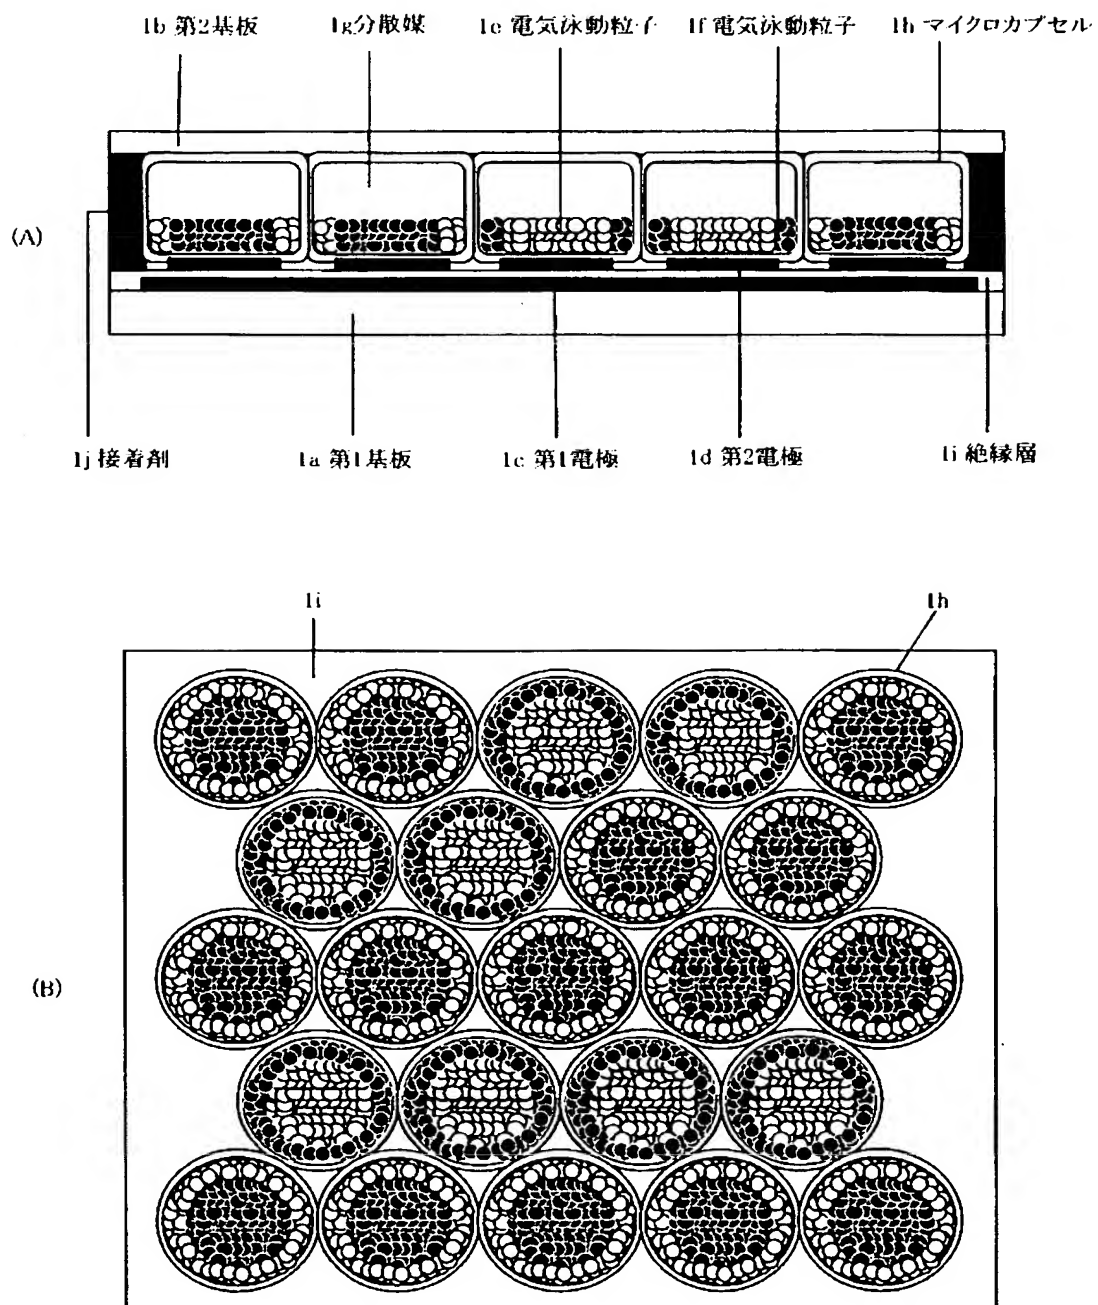 1b 第2基板 1g分散媒 1e 電気泳動粒子 1f 電気泳動粒子 1h マイクロカプセル
(A)
1j 接着剤 1a 第1基板 1c 第1電極 1d 第2電極 1i 絶縁層
1i 1h
(B)